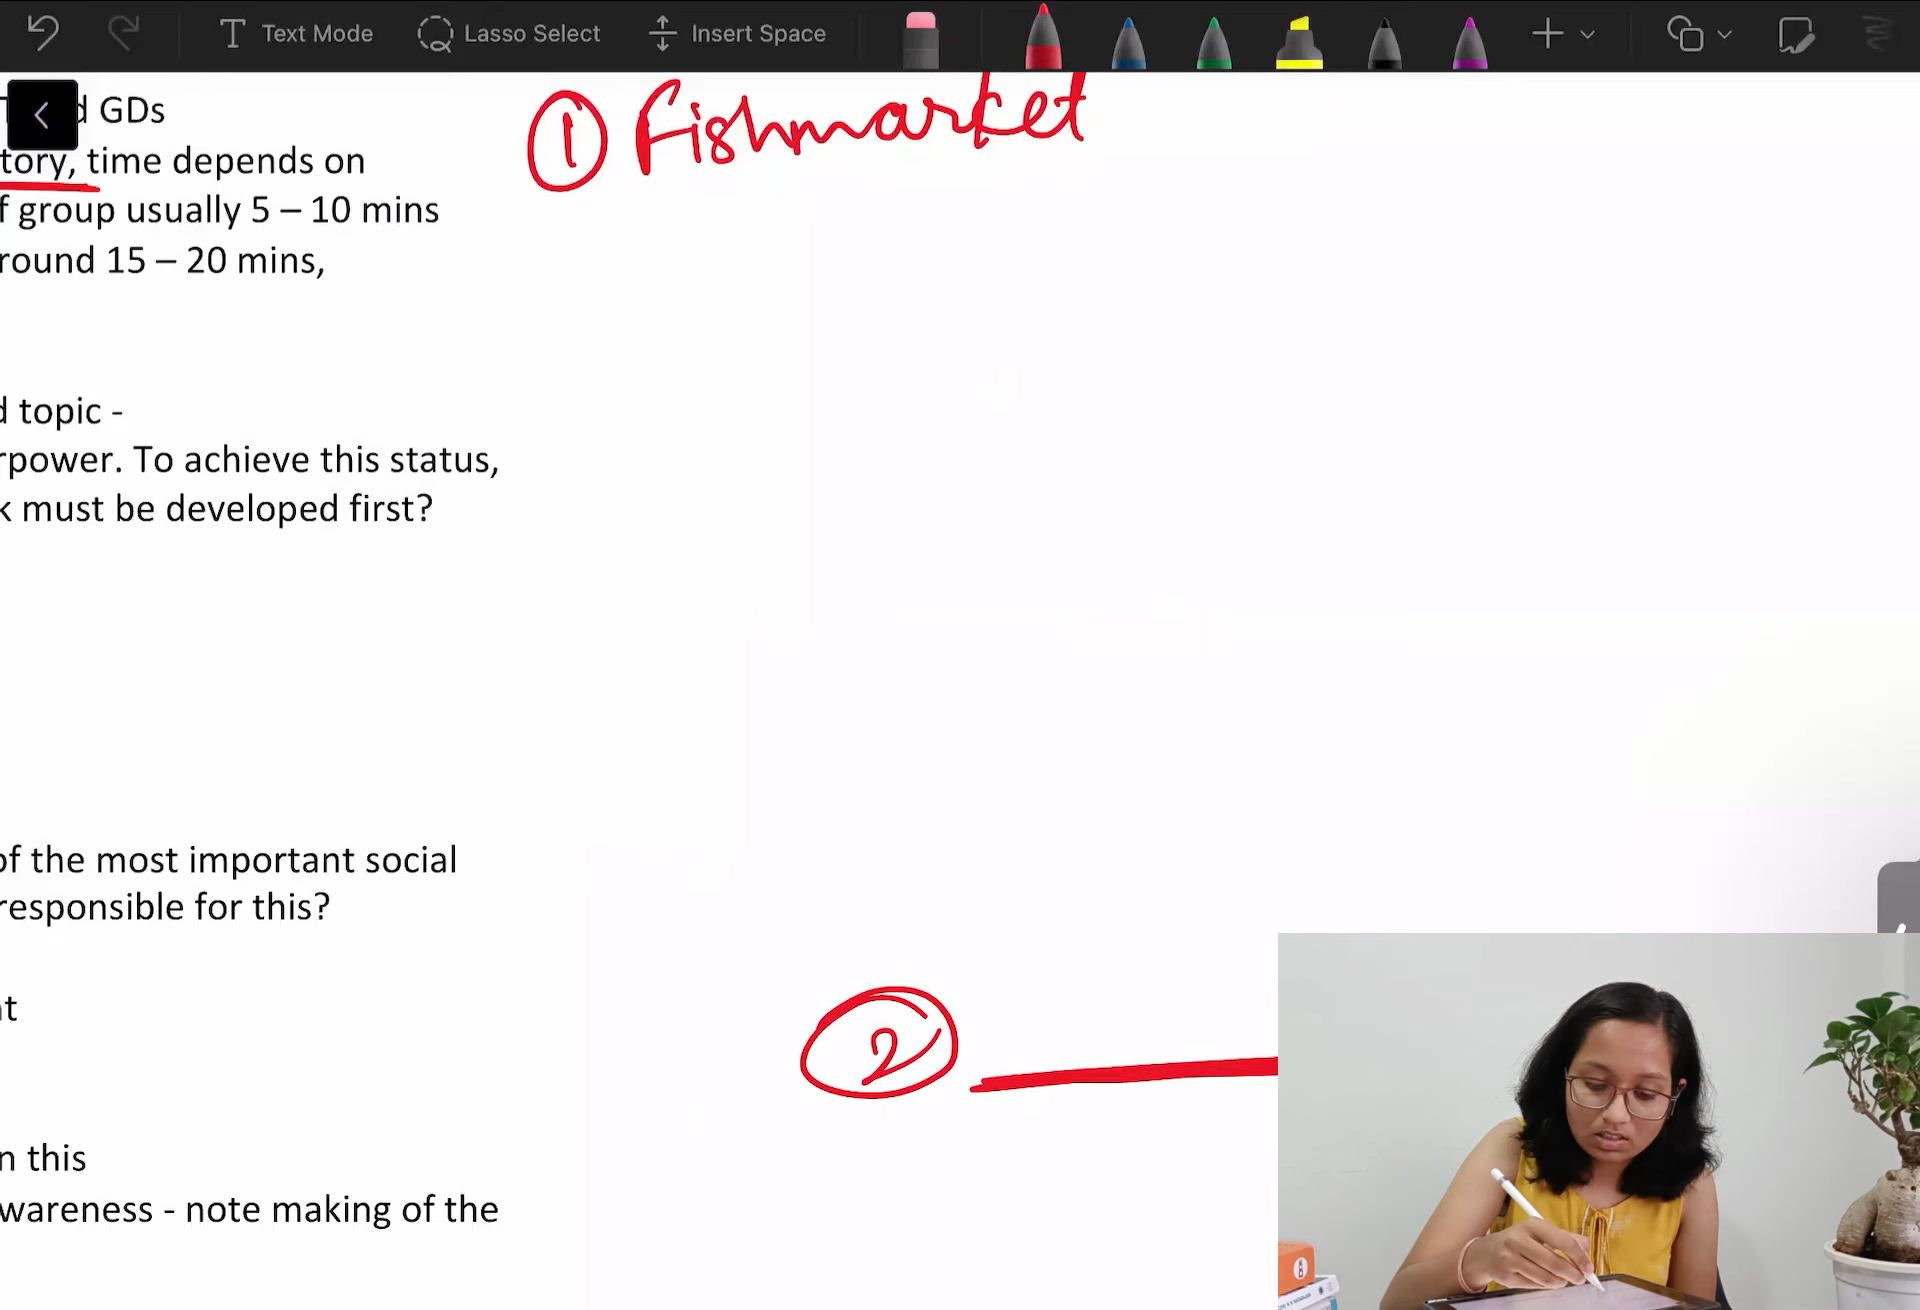 Text Mode Lasso Select Insert Space
d GDs
① Fishmarket
tory, time depends on
f group usually 5 – 10 mins
round 15 – 20 mins,
d topic -
rpower. To achieve this status,
k must be developed first?
of the most important social
responsible for this?
nt
②
n this
wareness - note making of the